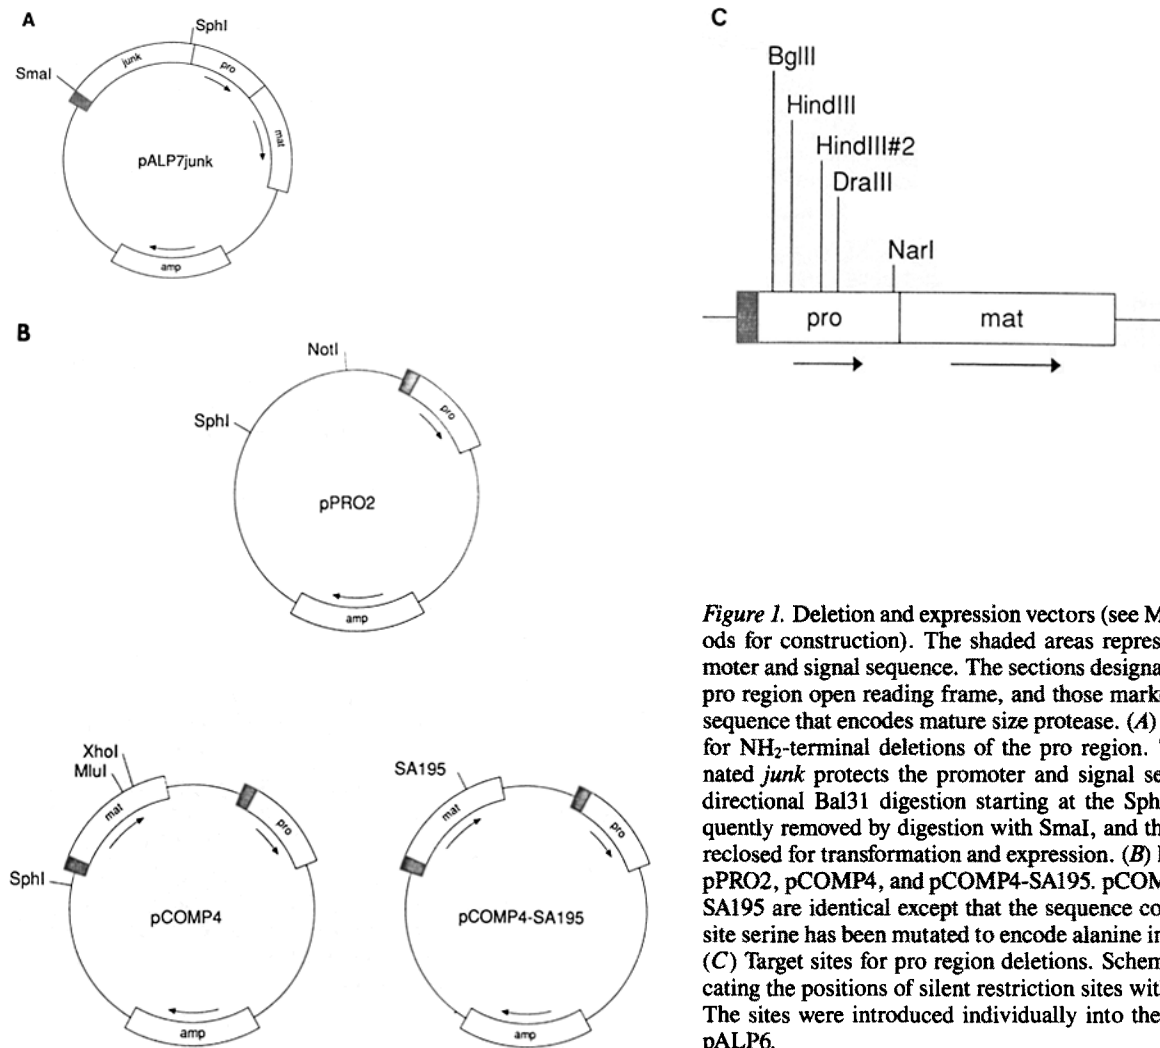 A
SphI
SmaI
junk
pro
mat
pALP7junk
amp
B
NotI
SphI
pro
pPRO2
amp
XhoI
MluI
mat
pro
SphI
pCOMP4
amp
SA195
mat
pro
pCOMP4-SA195
amp
C
BglII
HindIII
HindIII#2
DraIII
NarI
pro
mat
Figure 1. Deletion and expression vectors (see M
ods for construction). The shaded areas repres
moter and signal sequence. The sections designa
pro region open reading frame, and those mark
sequence that encodes mature size protease. (A)
for NH2-terminal deletions of the pro region.
nated junk protects the promoter and signal se
directional Bal31 digestion starting at the Sph
quently removed by digestion with SmaI, and th
reclosed for transformation and expression. (B)
pPRO2, pCOMP4, and pCOMP4-SA195. pCOM
SA195 are identical except that the sequence co
site serine has been mutated to encode alanine in
(C) Target sites for pro region deletions. Schem
cating the positions of silent restriction sites wit
The sites were introduced individually into the
pALP6.